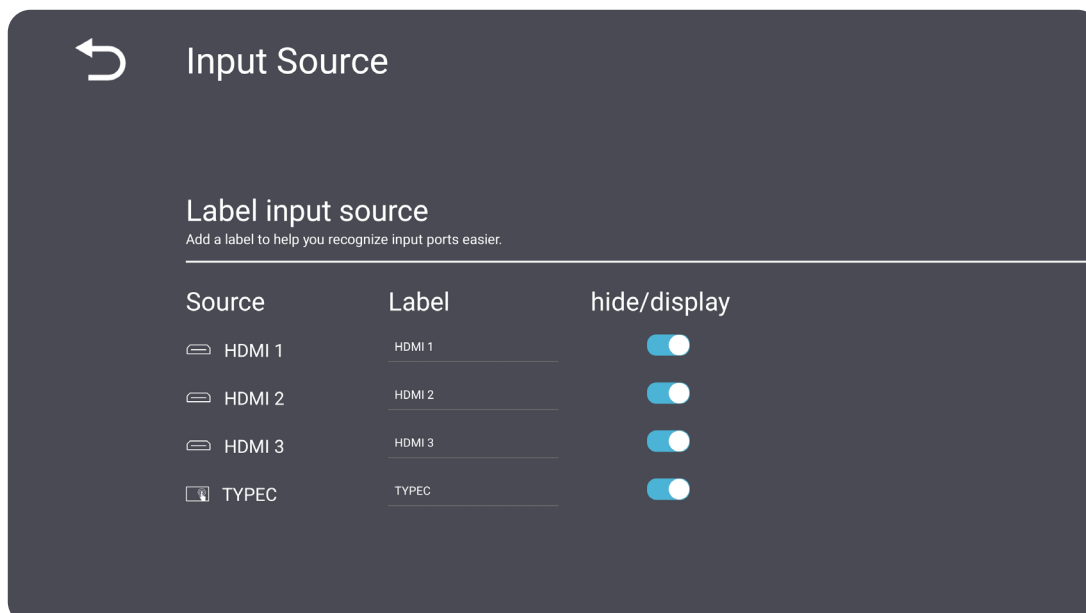 Input Source
Label input source
Add a label to help you recognize input ports easier.
Source Label hide/display
HDMI 1 HDMI 1
HDMI 2 HDMI 2
HDMI 3 HDMI 3
TYPEC TYPEC